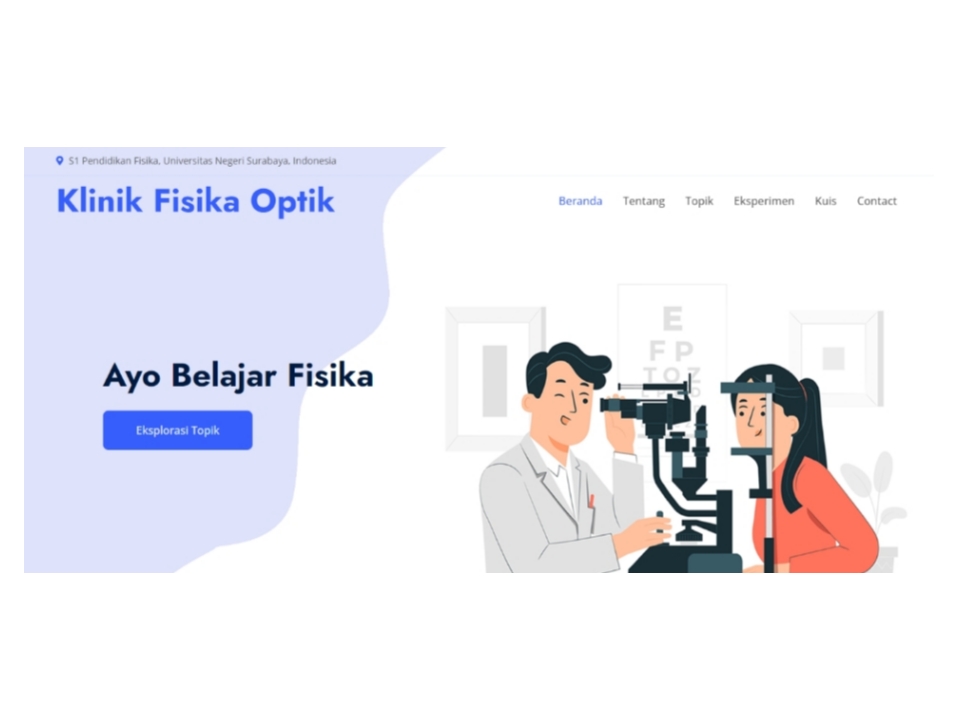 S1 Pendidikan Fisika, Universitas Negeri Surabaya, Indonesia
Klinik Fisika Optik
Beranda Tentang Topik Eksperimen Kuis Contact
Ayo Belajar Fisika
Eksplorasi Topik
E
F P
T O Z